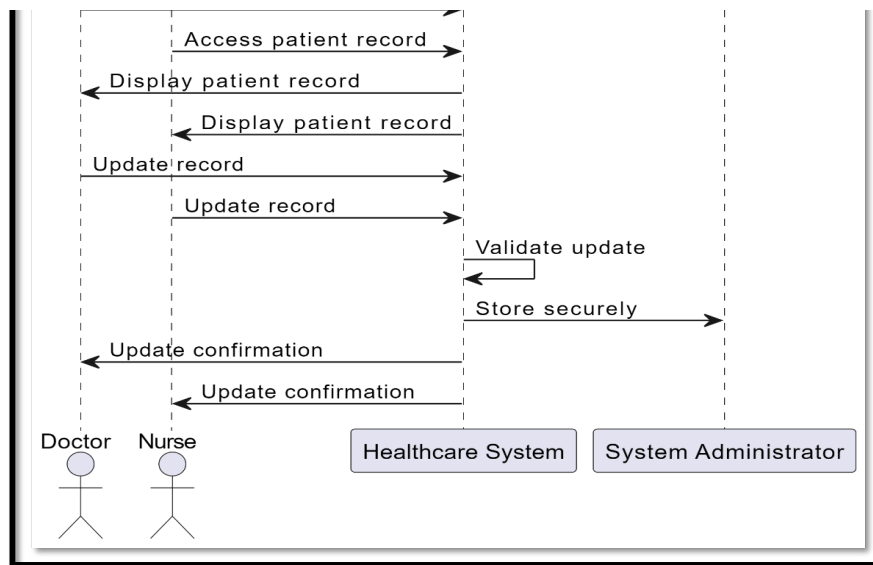 Access patient record
Display patient record
Display patient record
Update record
Update record
Validate update
Store securely
Update confirmation
Update confirmation
Doctor Nurse
Healthcare System System Administrator